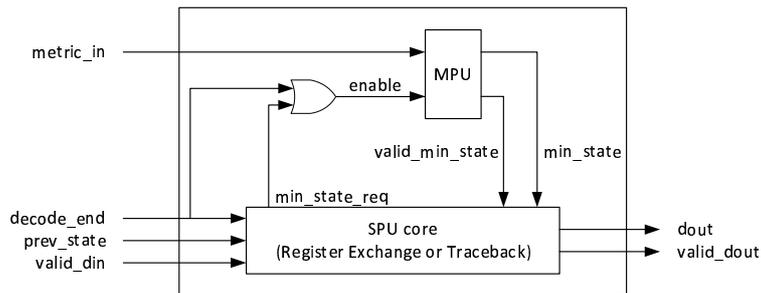 metric_in
MPU
enable
valid_min_state
min_state
min_state_req
decode_end
prev_state
valid_din
SPU core
(Register Exchange or Traceback)
dout
valid_dout